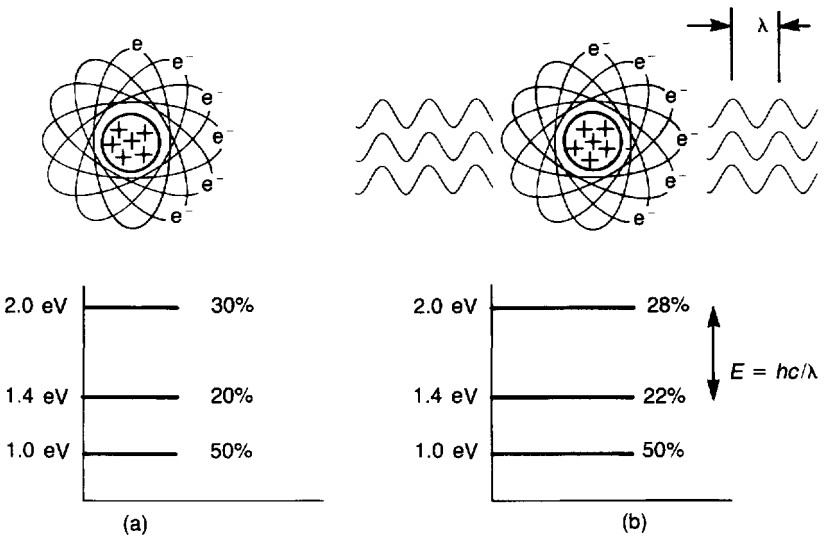 e
e⁻
e⁻
e⁻
e⁻
e⁻
+ + + + + +
2.0 eV 30%
1.4 eV 20%
1.0 eV 50%
(a)
λ
e⁻
e⁻
e⁻
e⁻
e⁻
e⁻
+ + + + + +
2.0 eV 28%
E = hc/λ
1.4 eV 22%
1.0 eV 50%
(b)